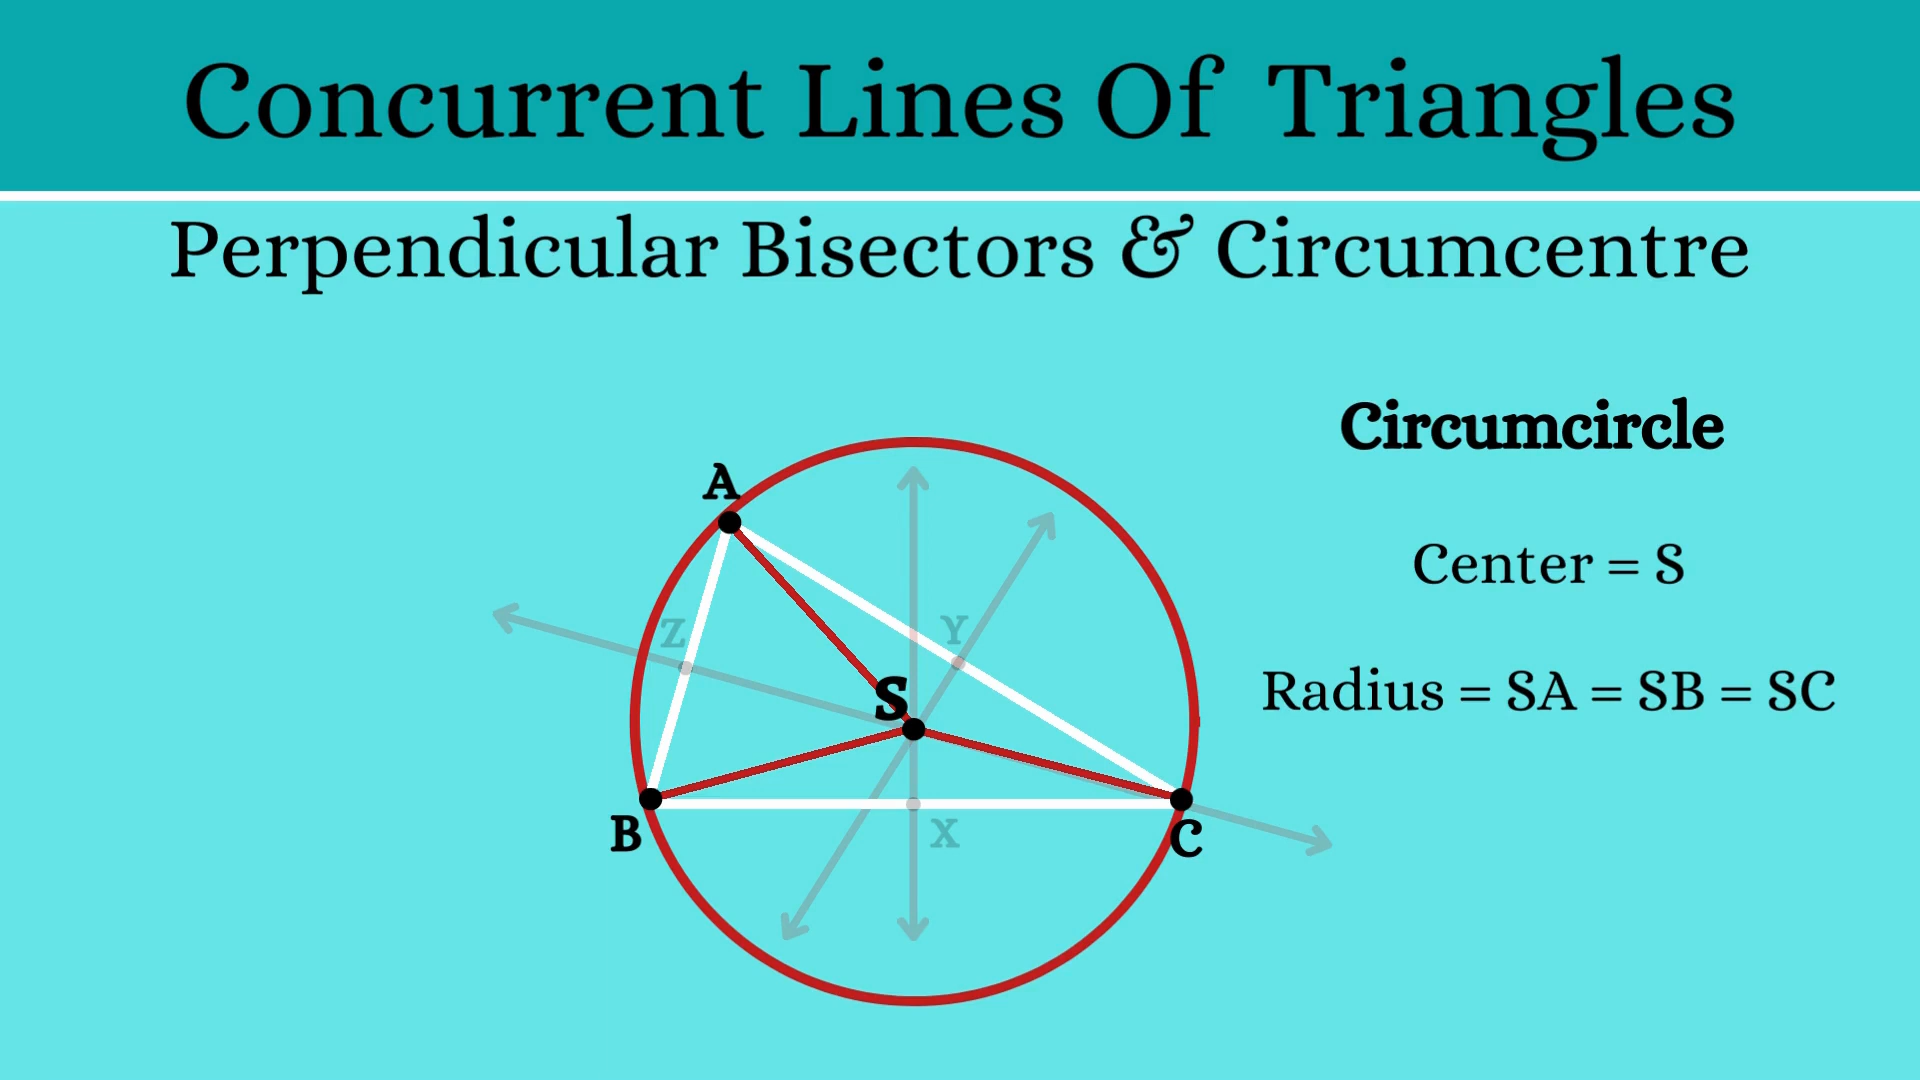 Concurrent Lines Of Triangles
Perpendicular Bisectors & Circumcentre
Circumcircle
A
Center = S
Z
Y
S
Radius = SA = SB = SC
B
X
C